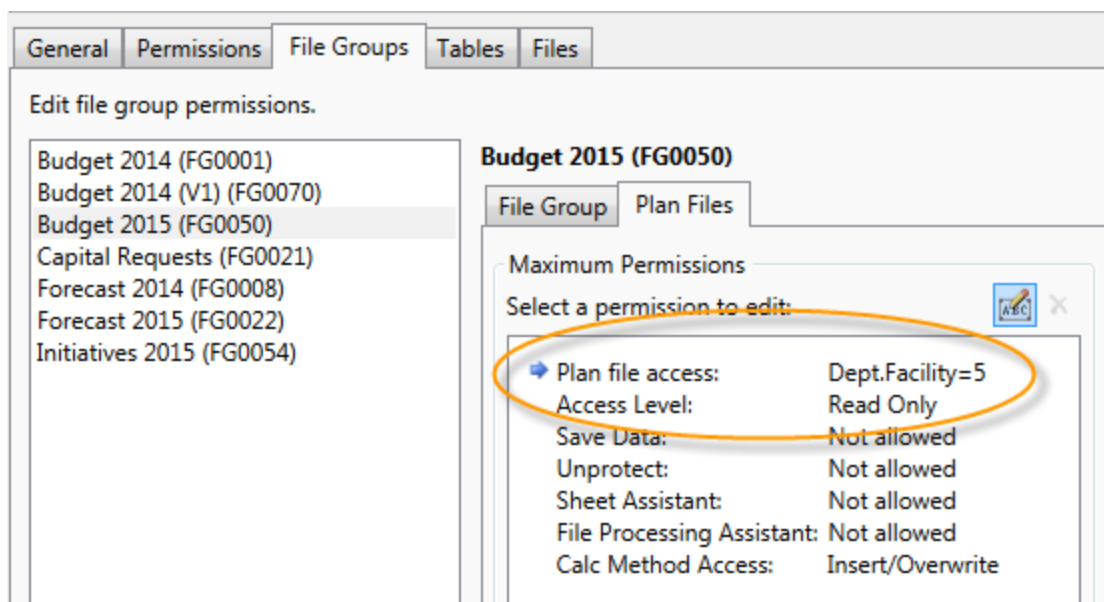 General Permissions File Groups Tables Files
Edit file group permissions.
Budget 2014 (FG0001)
Budget 2014 (V1) (FG0070)
Budget 2015 (FG0050)
Capital Requests (FG0021)
Forecast 2014 (FG0008)
Forecast 2015 (FG0022)
Initiatives 2015 (FG0054)
Budget 2015 (FG0050)
File Group Plan Files
Maximum Permissions
Select a permission to edit:
ABC
Plan file access: Dept.Facility=5
Access Level: Read Only
Save Data: Not allowed
Unprotect: Not allowed
Sheet Assistant: Not allowed
File Processing Assistant: Not allowed
Calc Method Access: Insert/Overwrite